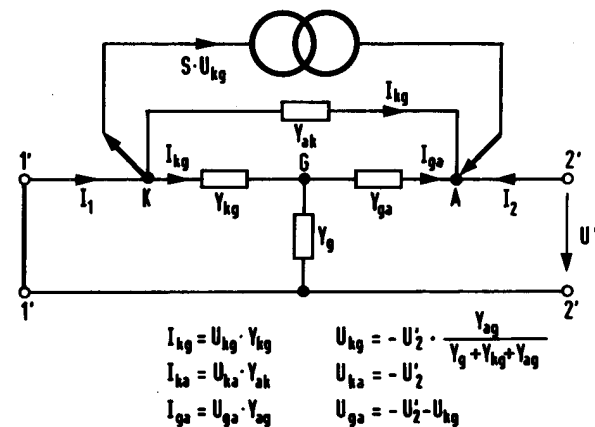 S·U_kg
I_kg
Y_ak
1'
I_1
K
I_kg
Y_kg
G
Y_ga
I_ga
A
I_2
2'
U'
Y_g
1'
2'
I_kg = U_kg · Y_kg
U_kg = - U'_2 · Y_ag / (Y_g + Y_kg + Y_ag)
I_ka = U_ka · Y_ak
U_ka = - U'_2
I_ga = U_ga · Y_ag
U_ga = - U'_2 - U_kg